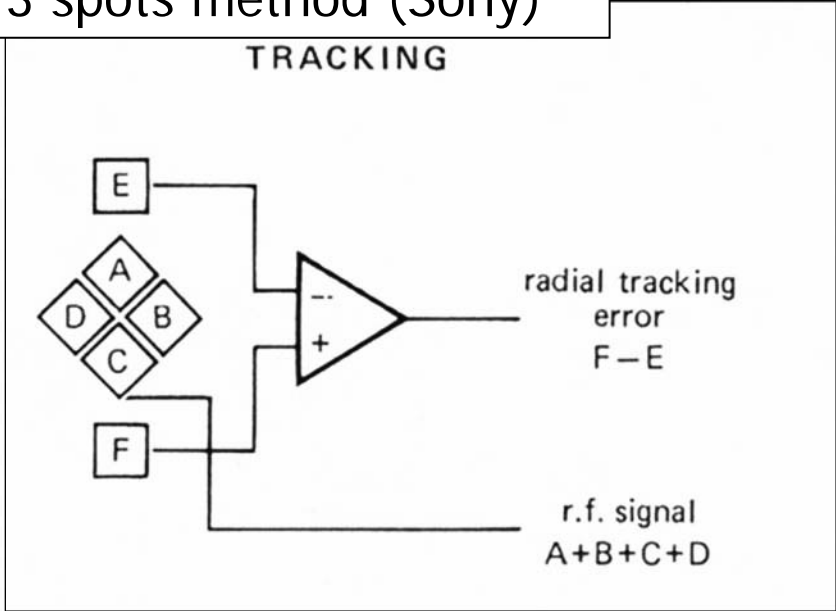 3 spots method (Sony)
TRACKING
E
A
D B
C
F
-
+
radial tracking
error
F-E
r.f. signal
A+B+C+D